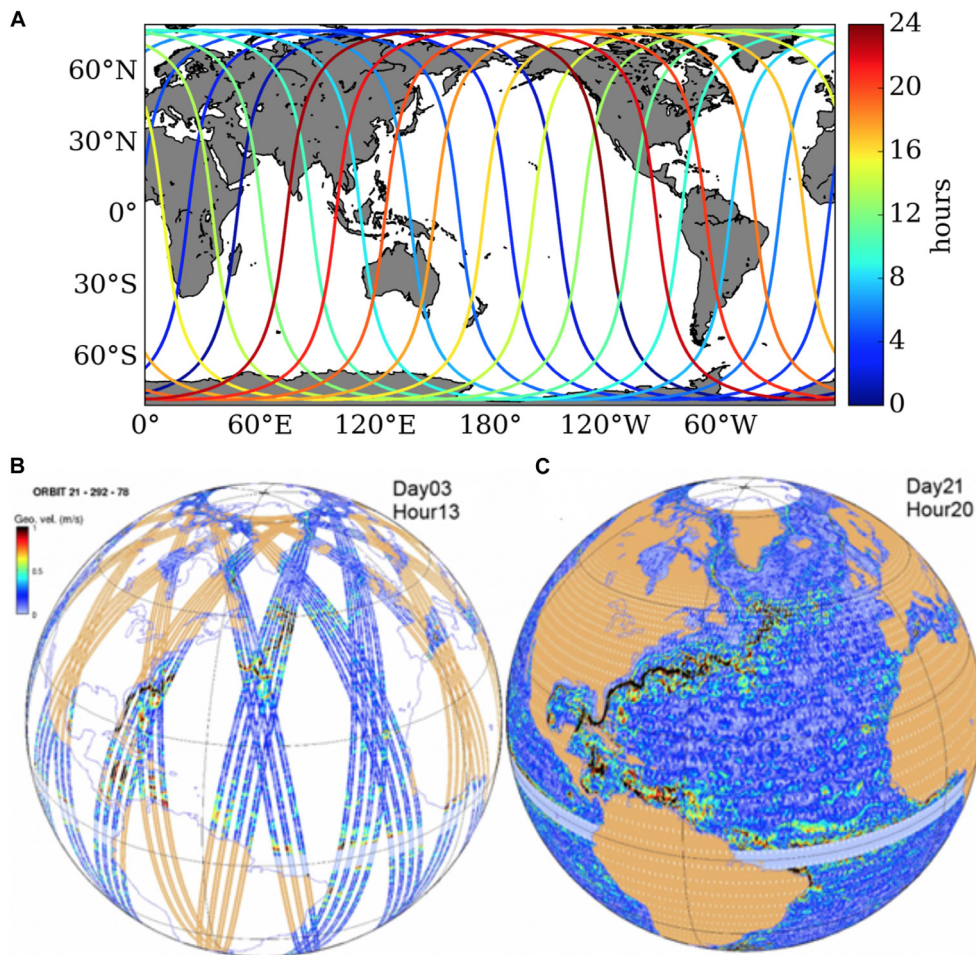 A
60°N
30°N
0°
30°S
60°S
0° 60°E 120°E 180° 120°W 60°W
24
20
16
12
8
4
0
hours
B
ORBIT 21 - 292 - 78
Geo. vel. (m/s)
1
0.5
0
Day03
Hour13
C
Day21
Hour20